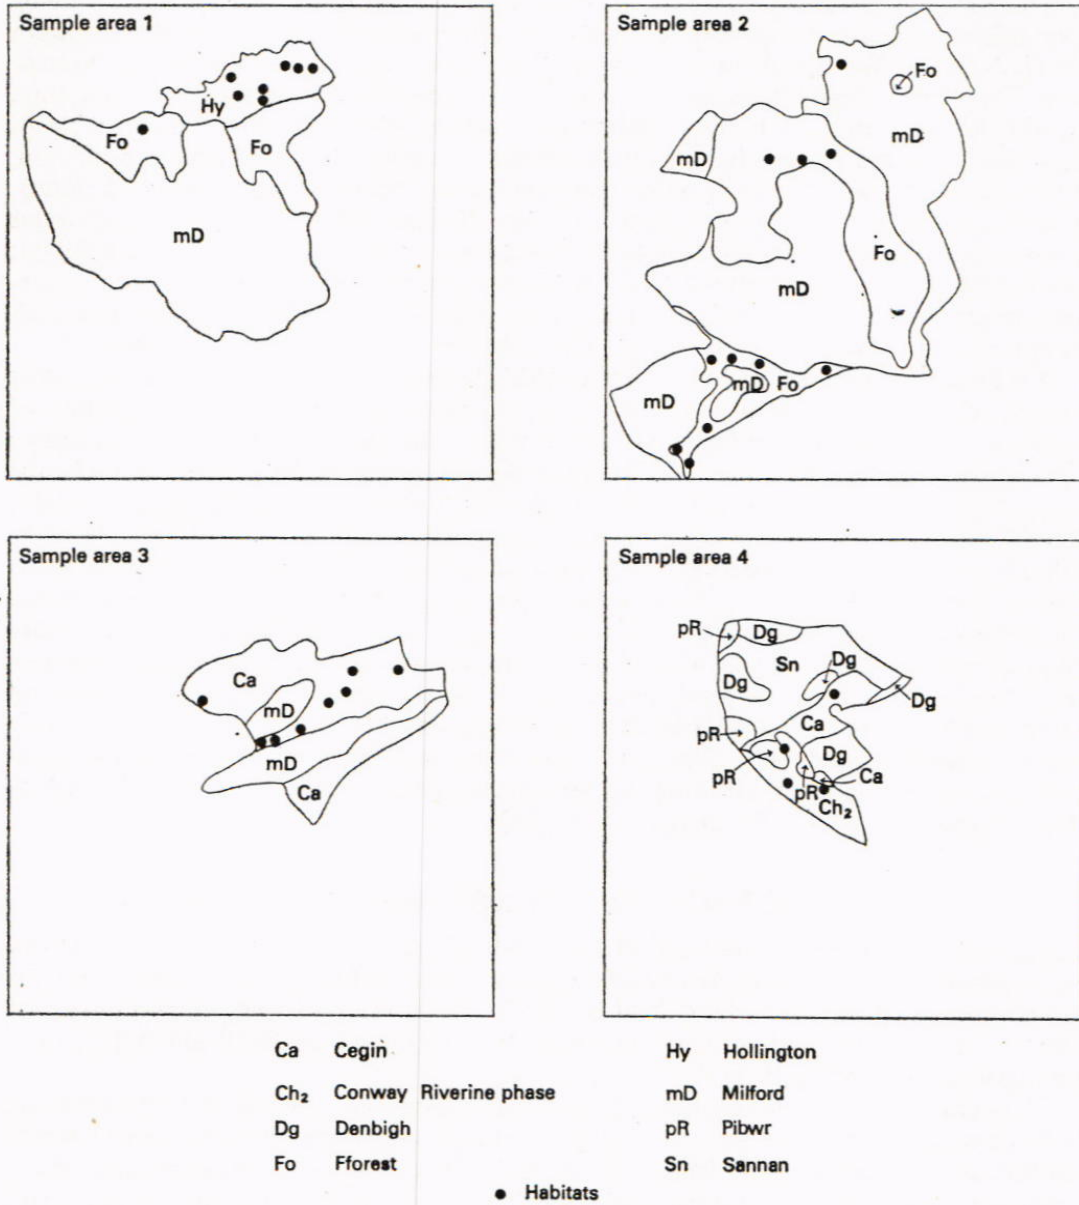 Sample area 1
Hy
Fo
Fo
mD
Sample area 2
Fo
mD
mD
Fo
mD
mD
Fo
mD
Sample area 3
Ca
mD
mD
Ca
Sample area 4
pR
Dg
Sn
Dg
Dg
Dg
Ca
pR
Dg
pR
Ca
pR
Ch₂
Ca Cegin
Ch₂ Conway Riverine phase
Dg Denbigh
Fo Fforest
Hy Hollington
mD Milford
pR Pibwr
Sn Sannan
● Habitats